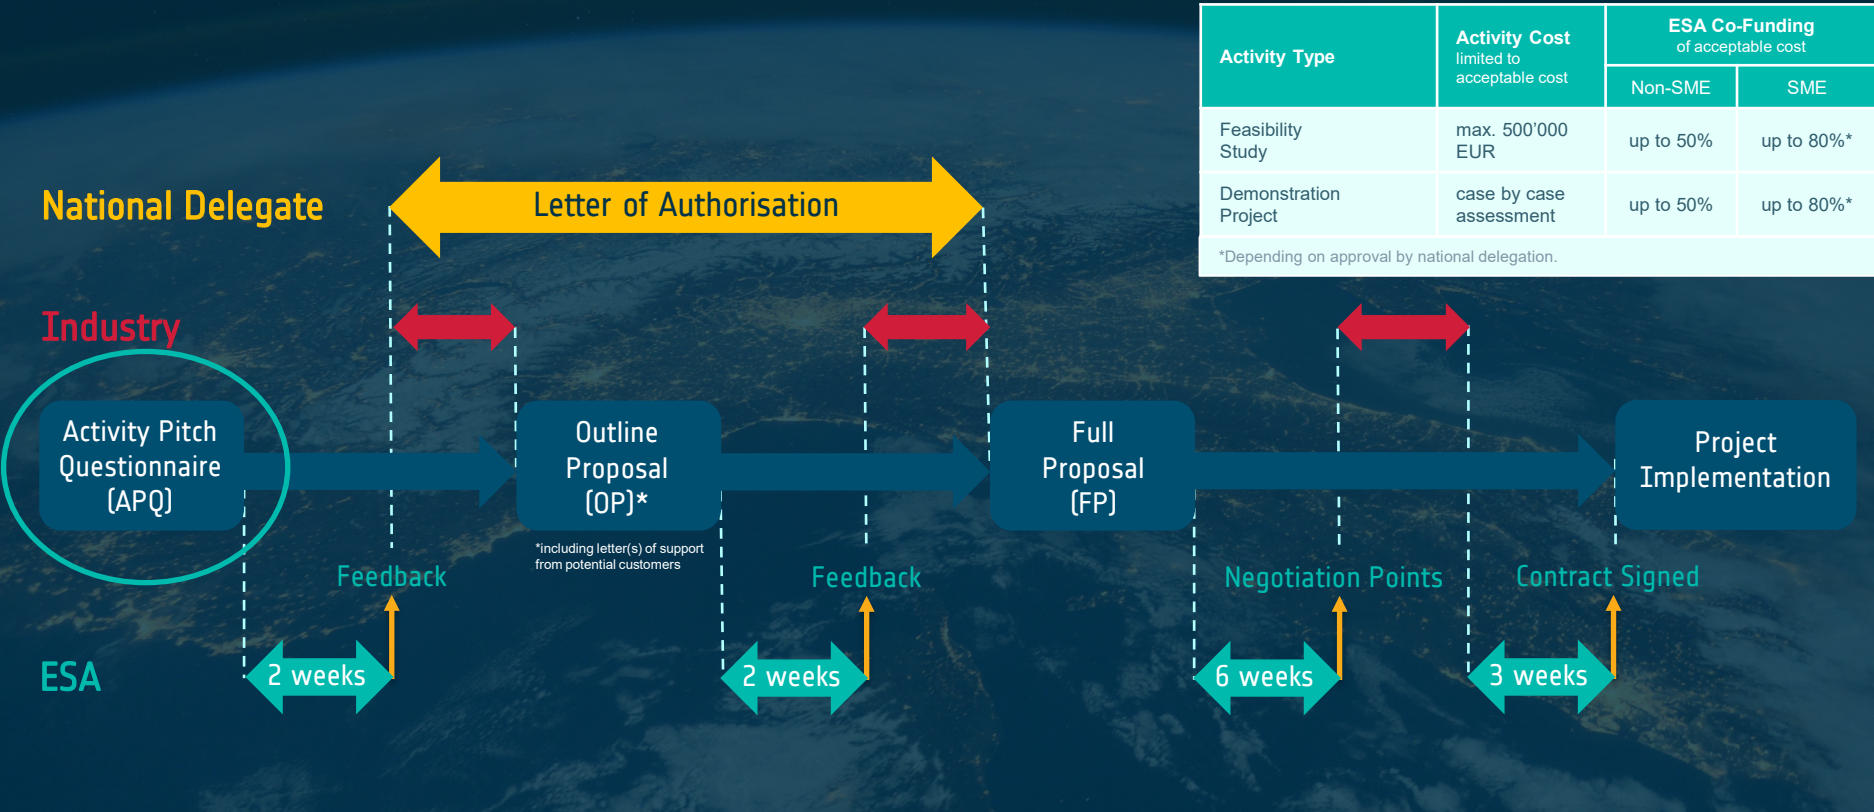 Activity Type
Activity Cost
limited to
acceptable cost
ESA Co-Funding
of acceptable cost
Non-SME
SME
Feasibility
Study
max. 500’000
EUR
up to 50%
up to 80%*
Demonstration
Project
case by case
assessment
up to 50%
up to 80%*
*Depending on approval by national delegation.
National Delegate
Letter of Authorisation
Industry
Activity Pitch
Questionnaire
(APQ)
Outline
Proposal
(OP)*
*including letter(s) of support
from potential customers
Full
Proposal
(FP)
Project
Implementation
Feedback
Feedback
Negotiation Points
Contract Signed
ESA
2 weeks
2 weeks
6 weeks
3 weeks